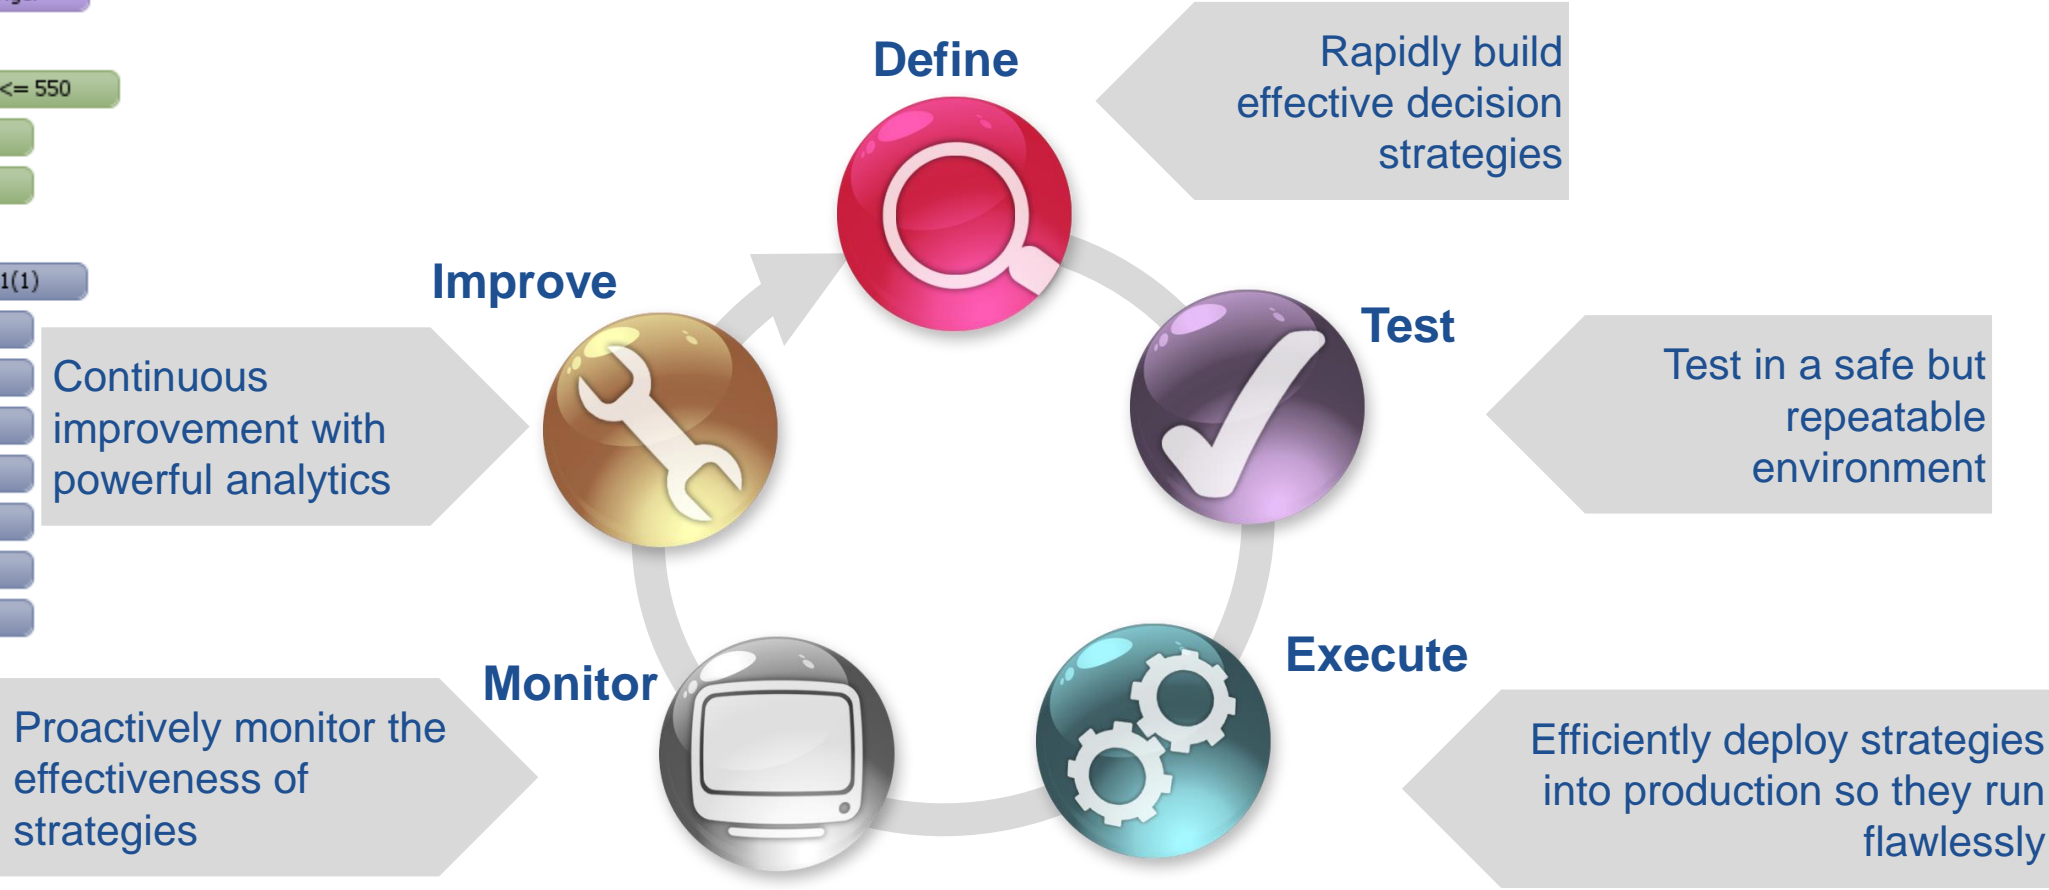 <= 550
1(1)
Define
Rapidly build
effective decision
strategies
Test
Test in a safe but
repeatable
environment
Execute
Efficiently deploy strategies
into production so they run
flawlessly
Monitor
Proactively monitor the
effectiveness of
strategies
Improve
Continuous
improvement with
powerful analytics